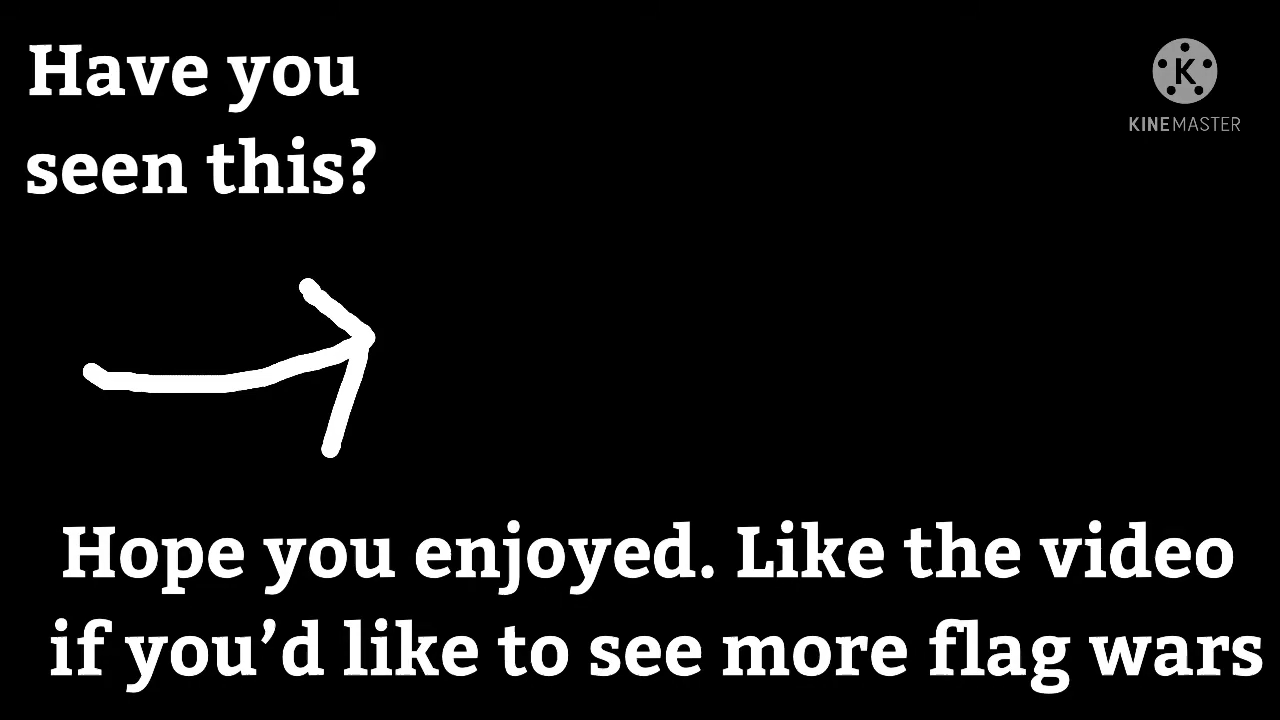 Have you
seen this?
K
KINEMASTER
Hope you enjoyed. Like the video
if you’d like to see more flag wars